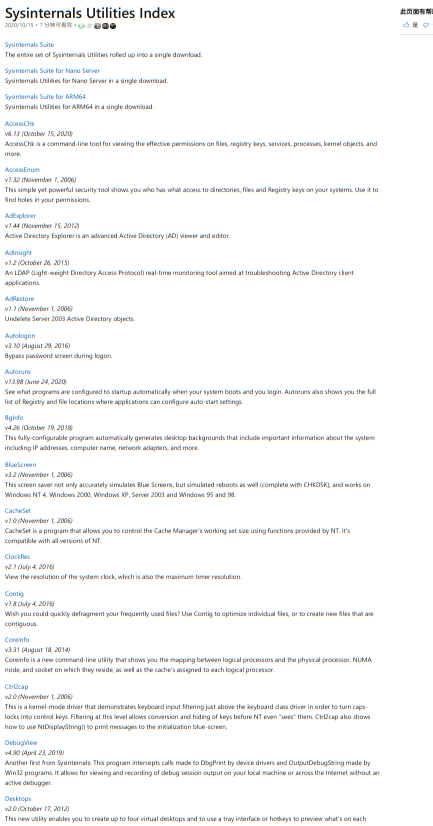 Sysinternals Utilities Index
此页面有帮
2020/10/15 • 7 分钟可看完 •
是
Sysinternals Suite
The entire set of Sysinternals Utilities rolled up into a single download.
Sysinternals Suite for Nano Server
Sysinternals Utilities for Nano Server in a single download.
Sysinternals Suite for ARM64
Sysinternals Utilities for ARM64 in a single download.
AccessChk
v6.13 (October 15, 2020)
AccessChk is a command-line tool for viewing the effective permissions on files, registry keys, services, processes, kernel objects, and
more.
AccessEnum
v1.32 (November 1, 2006)
This simple yet powerful security tool shows you who has what access to directories, files and Registry keys on your systems. Use it to
find holes in your permissions.
AdExplorer
v1.44 (November 15, 2012)
Active Directory Explorer is an advanced Active Directory (AD) viewer and editor.
AdInsight
v1.2 (October 26, 2015)
An LDAP (Light-weight Directory Access Protocol) real-time monitoring tool aimed at troubleshooting Active Directory client
applications.
AdRestore
v1.1 (November 1, 2006)
Undelete Server 2003 Active Directory objects.
Autologon
v3.10 (August 29, 2016)
Bypass password screen during logon.
Autoruns
v13.98 (June 24, 2020)
See what programs are configured to startup automatically when your system boots and you login. Autoruns also shows you the full
list of Registry and file locations where applications can configure auto-start settings.
BgInfo
v4.26 (October 19, 2018)
This fully-configurable program automatically generates desktop backgrounds that include important information about the system
including IP addresses, computer name, network adapters, and more.
BlueScreen
v3.2 (November 1, 2006)
This screen saver not only accurately simulates Blue Screens, but simulated reboots as well (complete with CHKDSK), and works on
Windows NT 4, Windows 2000, Windows XP, Server 2003 and Windows 95 and 98.
CacheSet
v1.0 (November 1, 2006)
CacheSet is a program that allows you to control the Cache Manager's working set size using functions provided by NT. It's
compatible with all versions of NT.
ClockRes
v2.1 (July 4, 2016)
View the resolution of the system clock, which is also the maximum timer resolution.
Contig
v1.8 (July 4, 2016)
Wish you could quickly defragment your frequently used files? Use Contig to optimize individual files, or to create new files that are
contiguous.
Coreinfo
v3.31 (August 18, 2014)
Coreinfo is a new command-line utility that shows you the mapping between logical processors and the physical processor, NUMA
node, and socket on which they reside, as well as the cache's assigned to each logical processor.
Ctrl2cap
v2.0 (November 1, 2006)
This is a kernel-mode driver that demonstrates keyboard input filtering just above the keyboard class driver in order to turn caps-
locks into control keys. Filtering at this level allows conversion and hiding of keys before NT even "sees" them. Ctrl2cap also shows
how to use NtDisplayString() to print messages to the initialization blue-screen.
DebugView
v4.90 (April 23, 2019)
Another first from Sysinternals: This program intercepts calls made to DbgPrint by device drivers and OutputDebugString made by
Win32 programs. It allows for viewing and recording of debug session output on your local machine or across the Internet without an
active debugger.
Desktops
v2.0 (October 17, 2012)
This new utility enables you to create up to four virtual desktops and to use a tray interface or hotkeys to preview what's on each